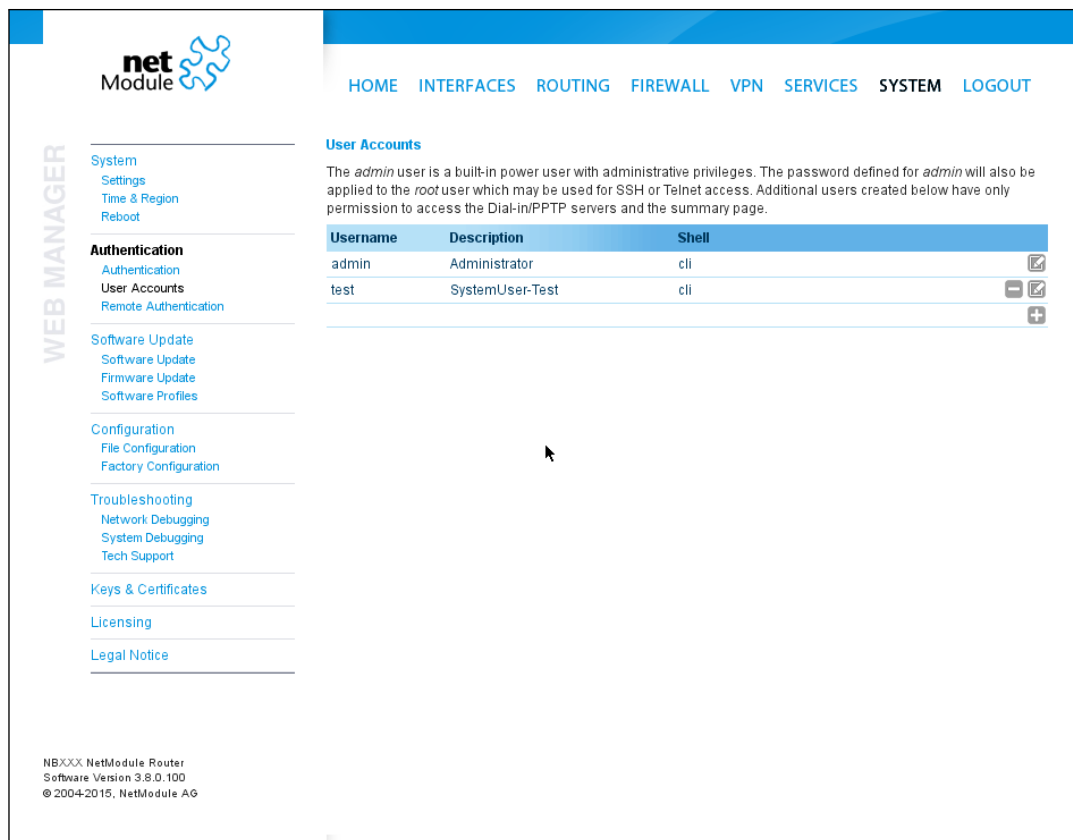 net
Module
HOME INTERFACES ROUTING FIREWALL VPN SERVICES SYSTEM LOGOUT
WEB MANAGER
System
Settings
Time & Region
Reboot
Authentication
Authentication
User Accounts
Remote Authentication
Software Update
Software Update
Firmware Update
Software Profiles
Configuration
File Configuration
Factory Configuration
Troubleshooting
Network Debugging
System Debugging
Tech Support
Keys & Certificates
Licensing
Legal Notice
User Accounts
The admin user is a built-in power user with administrative privileges. The password defined for admin will also be
applied to the root user which may be used for SSH or Telnet access. Additional users created below have only
permission to access the Dial-in/PPTP servers and the summary page.
Username Description Shell
admin Administrator cli
test SystemUser-Test cli
NBXXX NetModule Router
Software Version 3.8.0.100
© 2004-2015, NetModule AG